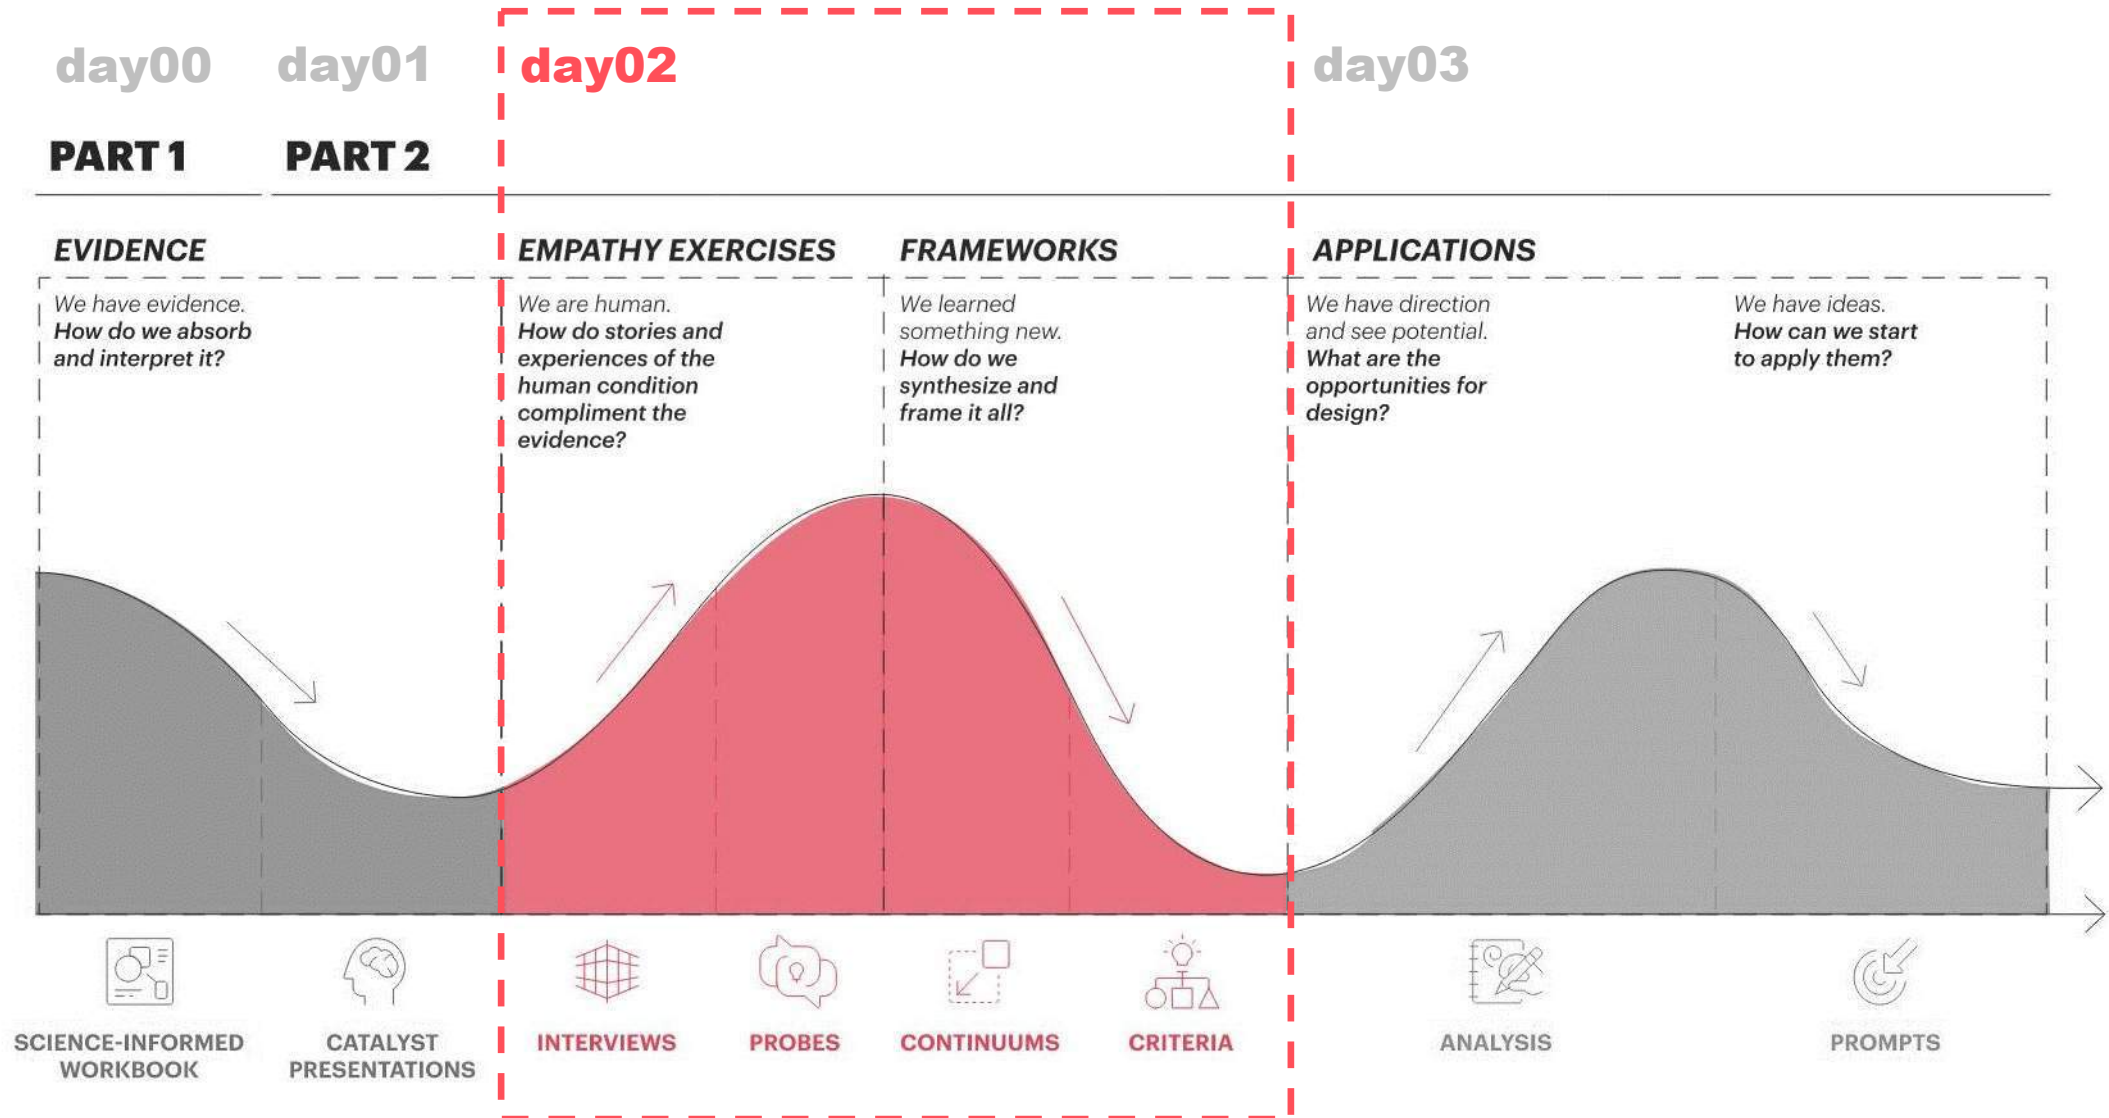 day00
day01
day02
day03
PART 1
PART 2
EVIDENCE
EMPATHY EXERCISES
FRAMEWORKS
APPLICATIONS
We have evidence.
How do we absorb
and interpret it?
We are human.
How do stories and
experiences of the
human condition
compliment the
evidence?
We learned
something new.
How do we
synthesize and
frame it all?
We have direction
and see potential.
What are the
opportunities for
design?
We have ideas.
How can we start
to apply them?
SCIENCE-INFORMED
WORKBOOK
CATALYST
PRESENTATIONS
INTERVIEWS
PROBES
CONTINUUMS
CRITERIA
ANALYSIS
PROMPTS